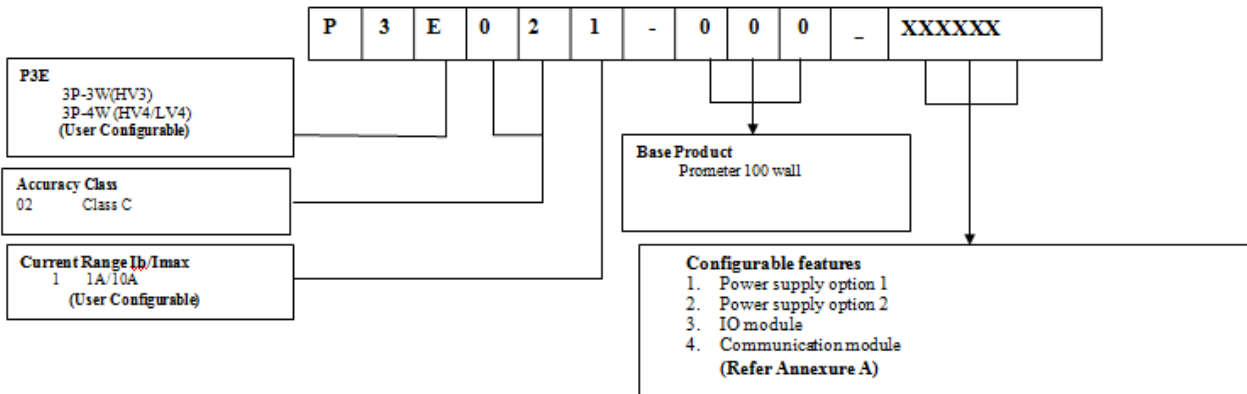 P 3 E 0 2 1 - 0 0 0 _ XXXXXX
P3E
3P-3W(HV3)
3P-4W (HV4/LV4)
(User Configurable)
Accuracy Class
02 Class C
Current Range Ib/Imax
1 1A/10A
(User Configurable)
Base Product
Prometer 100 wall
Configurable features
1. Power supply option 1
2. Power supply option 2
3. IO module
4. Communication module
(Refer Annexure A)